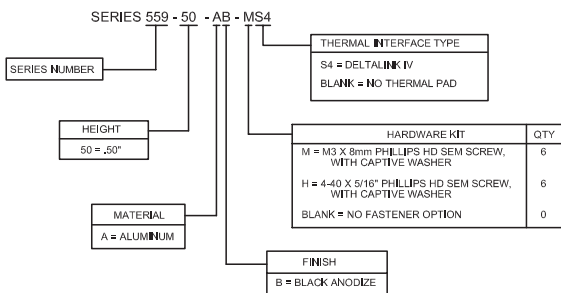 SERIES 559 - 50 - AB - MS4
THERMAL INTERFACE TYPE
S4 = DELTALINK IV
BLANK = NO THERMAL PAD
SERIES NUMBER
HEIGHT
50 = .50"
HARDWARE KIT QTY
M = M3 X 8mm PHILLIPS HD SEM SCREW, 6
WITH CAPTIVE WASHER
H = 4-40 X 5/16" PHILLIPS HD SEM SCREW, 6
WITH CAPTIVE WASHER
BLANK = NO FASTENER OPTION 0
MATERIAL
A = ALUMINUM
FINISH
B = BLACK ANODIZE